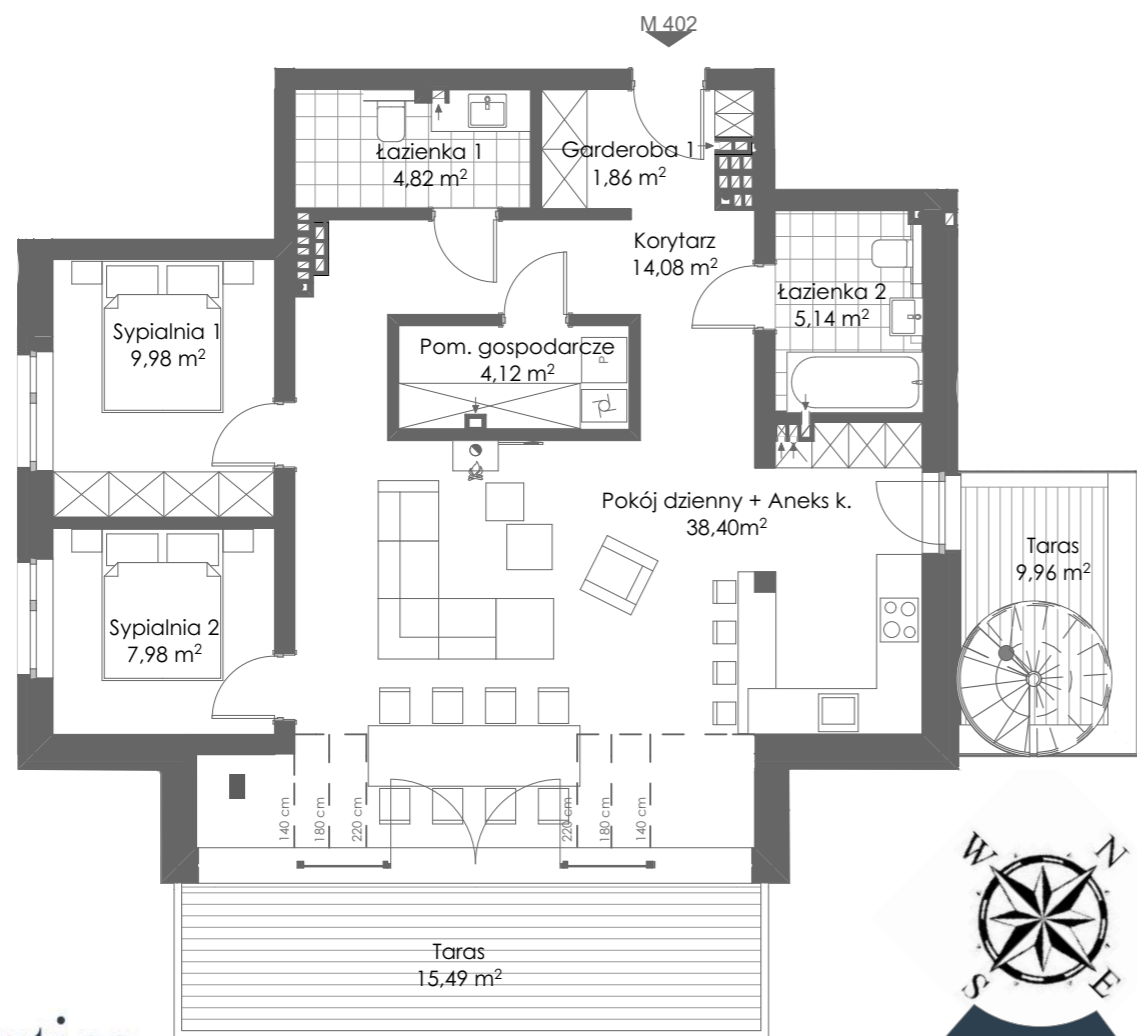 M 402
Łazienka 1
4,82 m²
Garderoba 1
1,86 m²
Korytarz
14,08 m²
Łazienka 2
5,14 m²
Sypialnia 1
9,98 m²
Pom. gospodarcze
4,12 m²
P
Pokój dzienny + Aneks k.
38,40m²
Taras
9,96 m²
Sypialnia 2
7,98 m²
140 cm
180 cm
220 cm
220 cm
180 cm
140 cm
Taras
15,49 m²
W
N
S
E